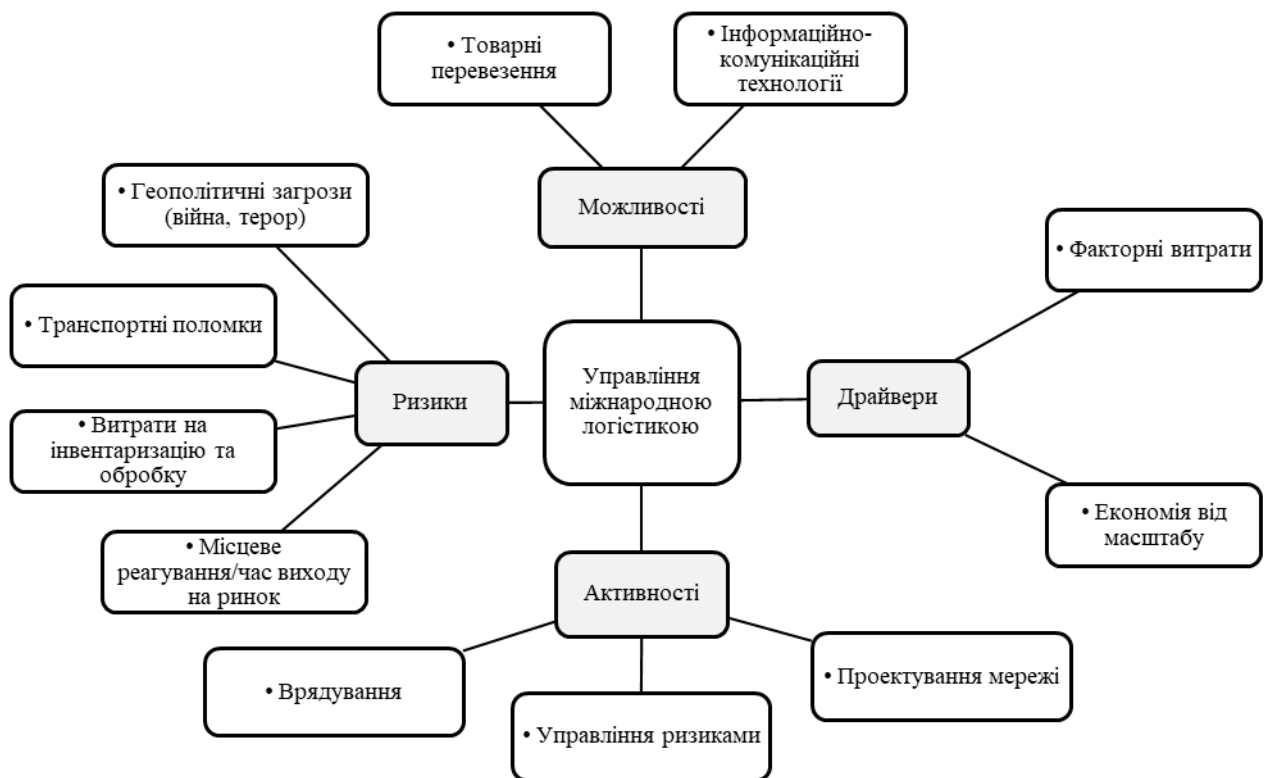 • Товарні
перевезення
• Інформаційно-
комунікаційні
технології
• Геополітичні загрози
(війна, терор)
Можливості
• Факторні витрати
• Транспортні поломки
Ризики
Управління
міжнародною
логістикою
Драйвери
• Витрати на
інвентаризацію та
обробку
• Місцеве
реагування/час виходу
на ринок
• Економія від
масштабу
Активності
• Врядування
• Управління ризиками
• Проектування мережі